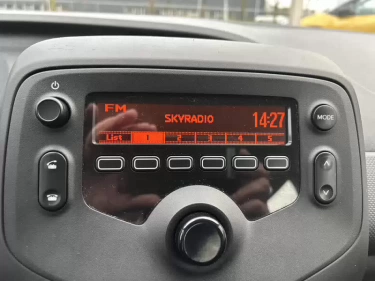 FM
SKYRADIO 14:27
List 1 2 3 4 5
MODE